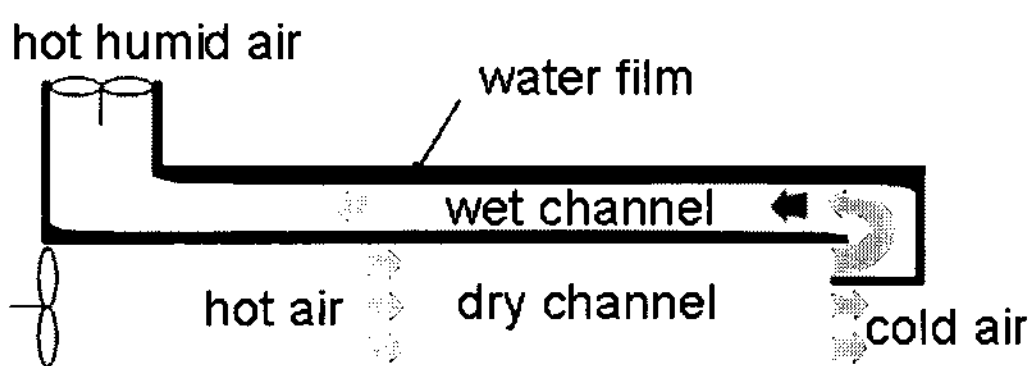 hot humid air
water film
wet channel
hot air
dry channel
cold air